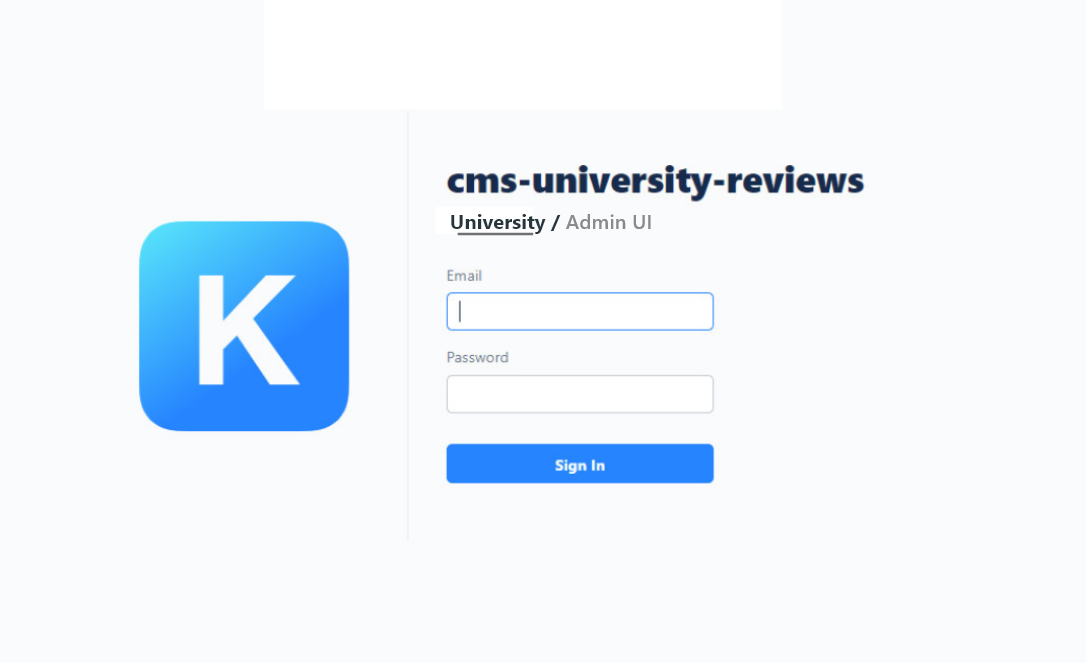 K
cms-university-reviews
University / Admin UI
Email
Password
Sign In